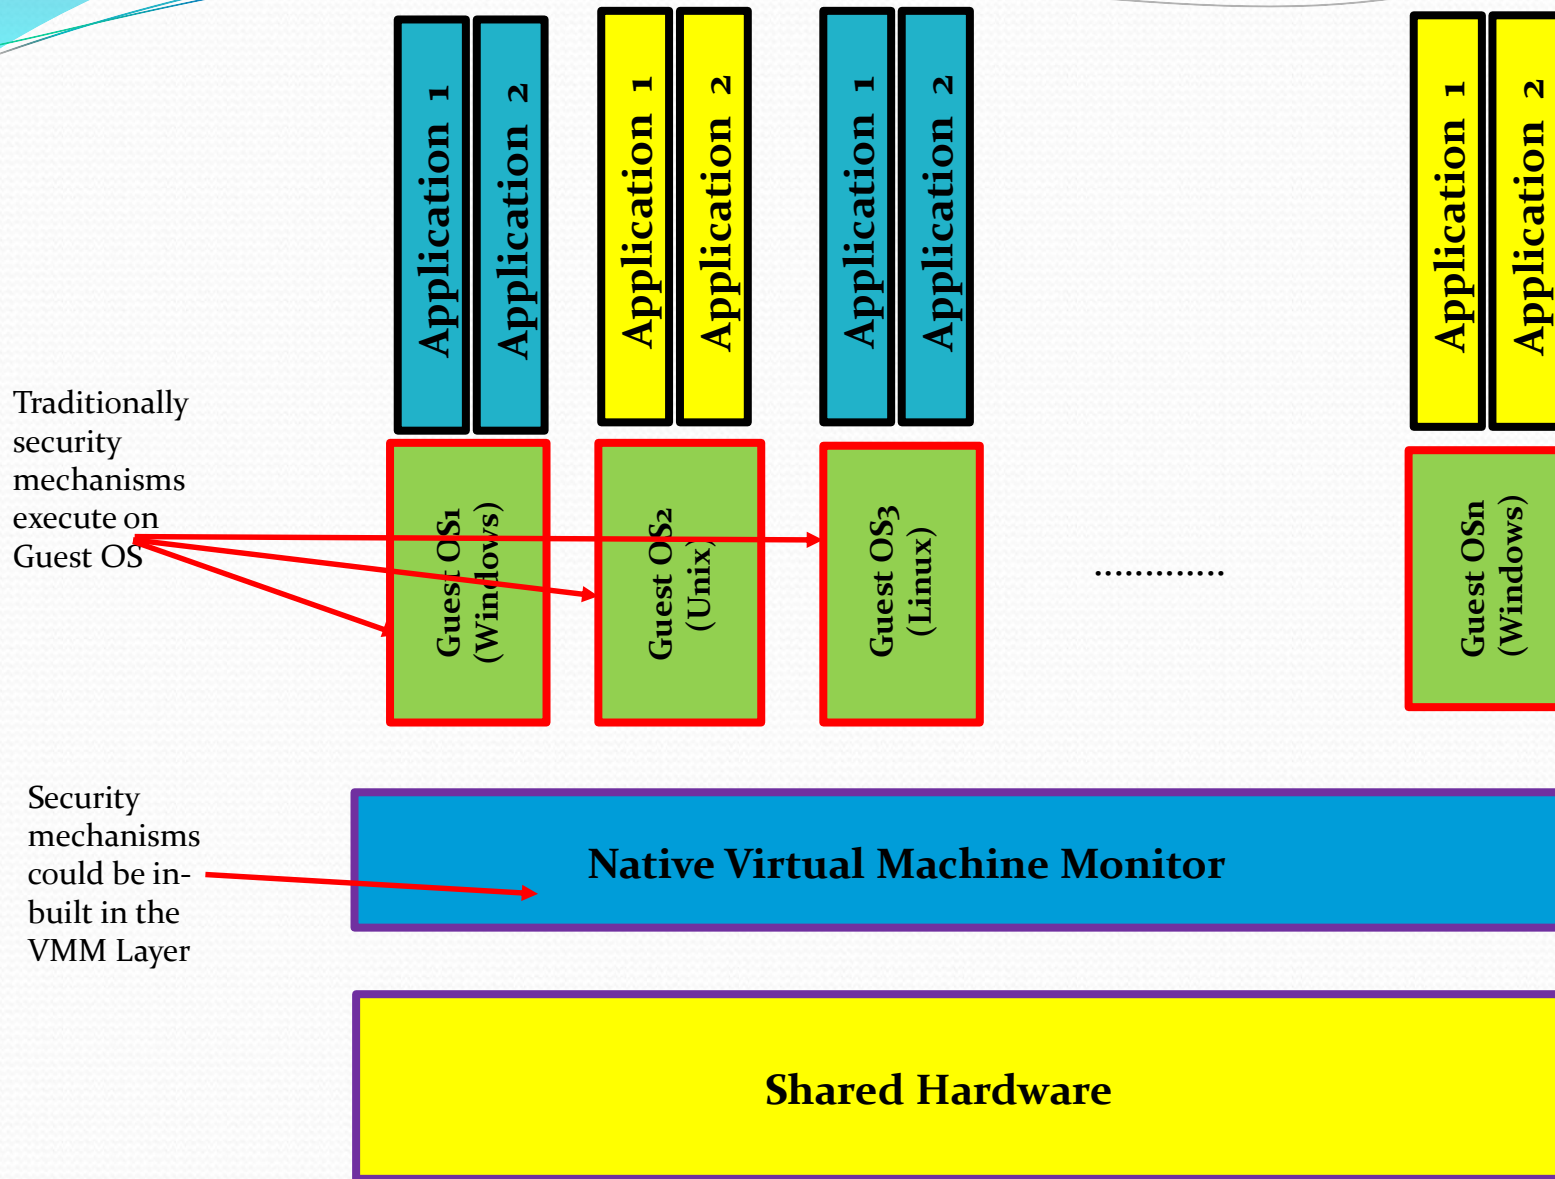 Application 1
Application 2
Application 1
Application 2
Application 1
Application 2
Application 1
Application 2
Traditionally
security
mechanisms
execute on
Guest OS
Guest OS1
(Windows)
Guest OS2
(Unix)
Guest OS3
(Linux)
.............
Guest OSn
(Windows)
Security
mechanisms
could be in-
built in the
VMM Layer
Native Virtual Machine Monitor
Shared Hardware